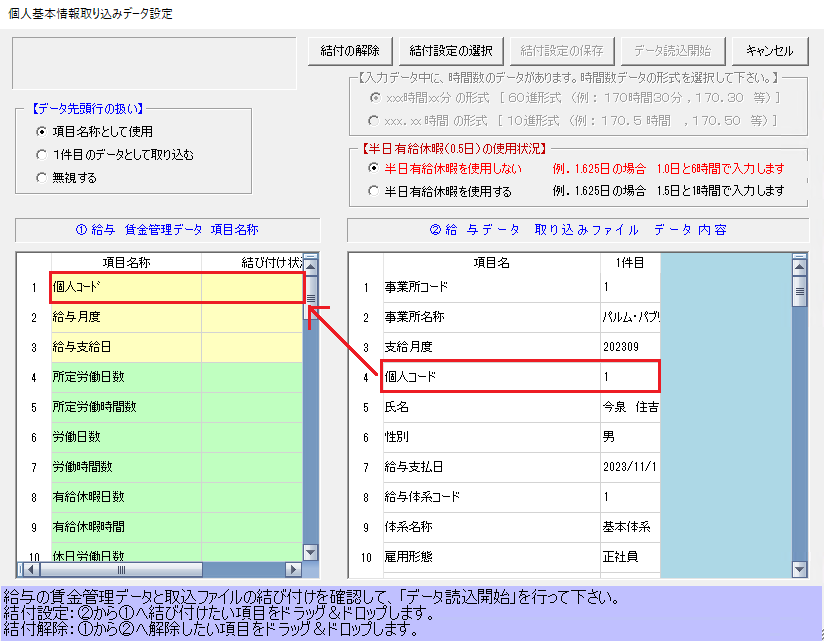 個人基本情報取り込みデータ設定
結付の解除 結付設定の選択 結付設定の保存 データ読込開始 キャンセル
【入力データ中に、時間数のデータがあります。時間数データの形式を選択して下さい。】
xxx時間xx分 の形式 [ 60進形式 (例: 170時間30分 , 170.30 等) ]
xxx.xx 時間 の形式 [ 10進形式 (例: 170.5 時間 , 170.50 等) ]
【データ先頭行の扱い】
項目名称として使用
1件目のデータとして取り込む
無視する
【半日有給休暇(0.5日)の使用状況】
半日有給休暇を使用しない 例. 1.625日の場合 1.0日と6時間で入力します
半日有給休暇を使用する 例. 1.625日の場合 1.5日と1時間で入力します
①給与 賃金管理データ 項目名称
項目名称 結び付け状
1 個人コード
2 給与月度
3 給与支給日
4 所定労働日数
5 所定労働時間数
6 労働日数
7 労働時間数
8 有給休暇日数
9 有給休暇時間
10 休日労働日数
②給 与データ 取り込みファイル データ内容
項目名 1件目
1 事業所コード 1
2 事業所名称 パルム・パブリ
3 支給月度 202309
4 個人コード 1
5 氏名 今泉 住吉
6 性別 男
7 給与支払日 2023/11/1
8 給与体系コード 1
9 体系名称 基本体系
10 雇用形態 正社員
給与の賃金管理データと取込ファイルの結び付けを確認して、「データ読込開始」を行って下さい。
結付設定:②から①へ結び付けたい項目をドラッグ＆ドロップします。
結付解除:①から②へ解除したい項目をドラッグ＆ドロップします。